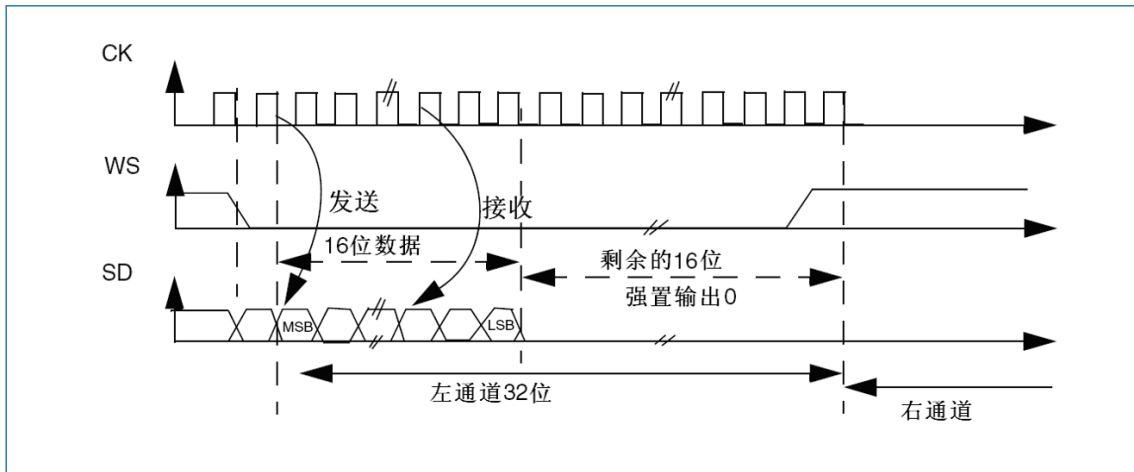 CK
WS
发送
接收
16位数据
剩余的16位
强置输出0
SD
MSB
LSB
左通道32位
右通道